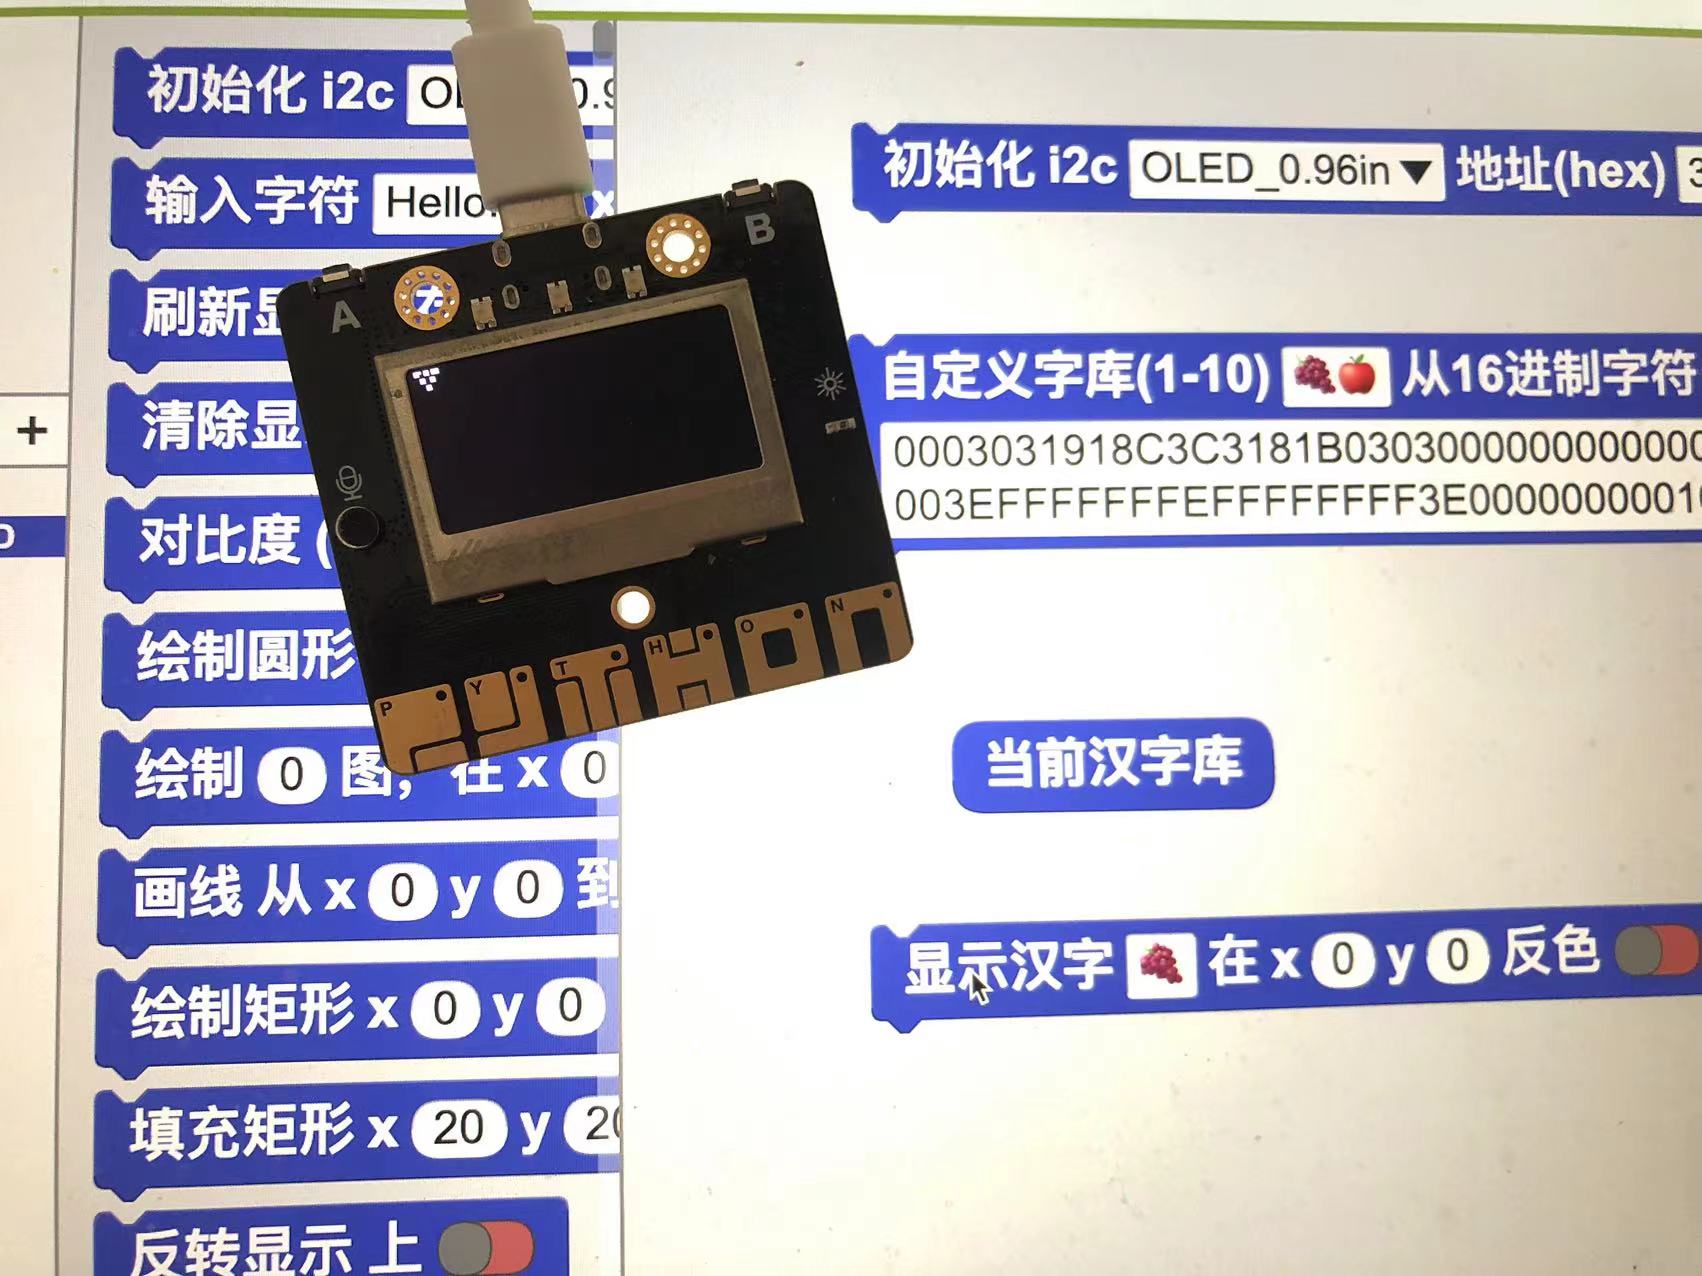 初始化 i2c
输入字符 Hello. x
刷新显
清除显
对比度 (
绘制圆形
绘制 0 图， 在 x 0
画线 从 x 0 y 0 到
绘制矩形 x 0 y 0
填充矩形 x 20 y 20
反转显示 上
+
A
B
P Y T H O N
初始化 i2c OLED_0.96in 地址(hex) 3
自定义字库(1-10) 🍇🍎 从16进制字符
0003031918C3C3181B0303000000000000
003EFFFFFFFEFFFFFFFF3E000000000010
当前汉字库
显示汉字 🍇 在 x 0 y 0 反色